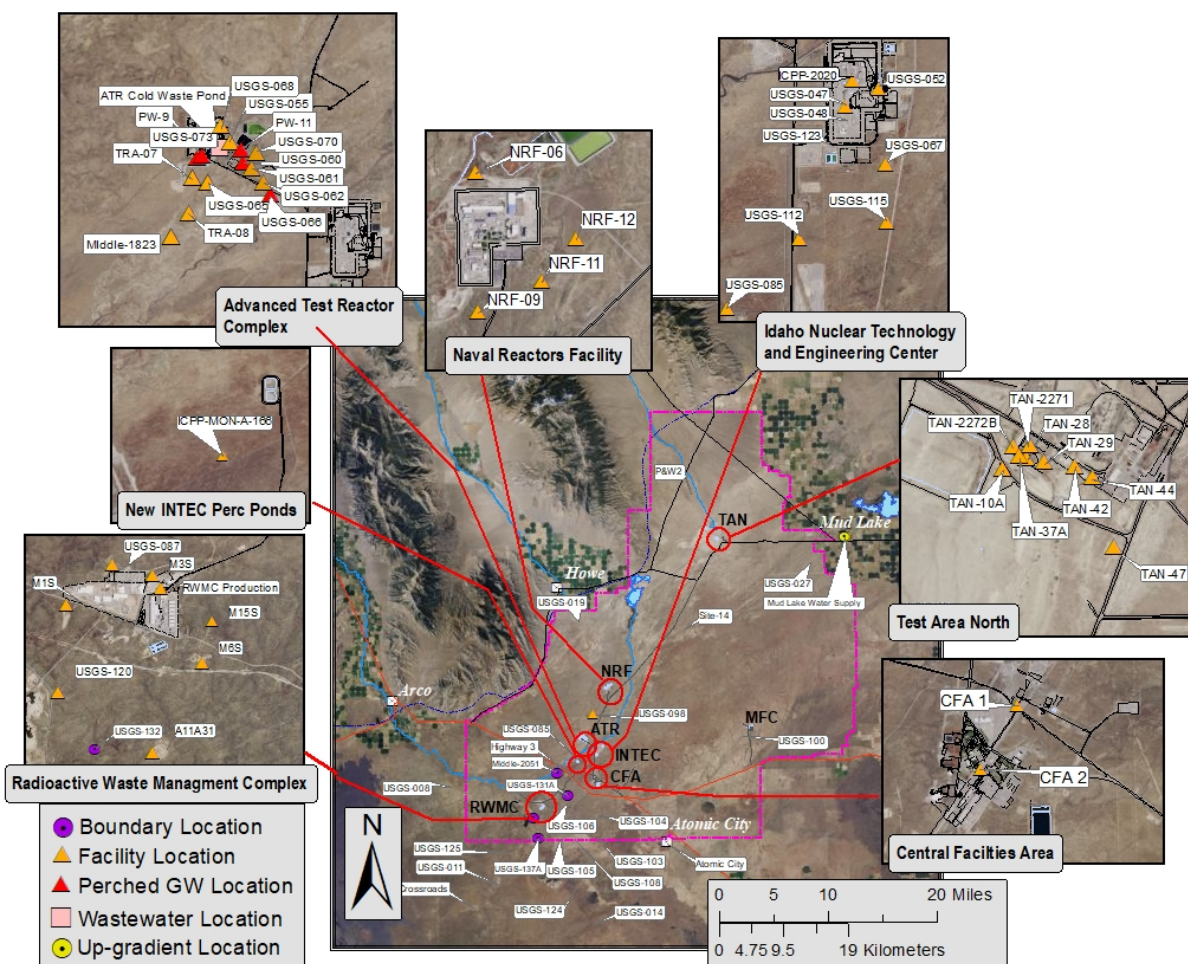 USGS-068
ATR Cold Waste Pond
USGS-055
PW-9
PW-11
USGS-073
USGS-070
TRA-07
USGS-060
USGS-061
USGS-062
USGS-065
USGS-066
TRA-08
MIddle-1823
Advanced Test Reactor
Complex
NRF-06
NRF-12
NRF-11
NRF-09
Naval Reactors Facility
CPP-2020
USGS-052
USGS-047
USGS-048
USGS-123
USGS-067
USGS-115
USGS-112
USGS-085
Idaho Nuclear Technology
and Engineering Center
ICPP-MON-A-166
New INTEC Perc Ponds
TAN-2271
TAN-2272B
TAN-28
TAN-29
TAN-44
TAN-10A
TAN-42
TAN-37A
TAN-47
Test Area North
USGS-087
M3S
M1S
RWMC Production
M15S
M6S
USGS-120
USGS-132
A11A31
Radioactive Waste Managment Complex
CFA 1
CFA 2
Central Facilties Area
P&W2
TAN
Mud Lake
Howe
USGS-027
USGS-019
Mud Lake Water Supply
Site-14
NRF
Arco
USGS-098
MFC
USGS-085
ATR
USGS-100
Highway 3
INTEC
Middle-2051
CFA
USGS-008
USGS-131A
RWMC
USGS-106
USGS-104
Atomic City
USGS-125
USGS-103
Atomic City
USGS-011
USGS-137A
USGS-105
USGS-108
Crossroads
USGS-124
USGS-014
N
Boundary Location
Facility Location
Perched GW Location
Wastewater Location
Up-gradient Location
0 5 10 20 Miles
0 4.75 9.5 19 Kilometers